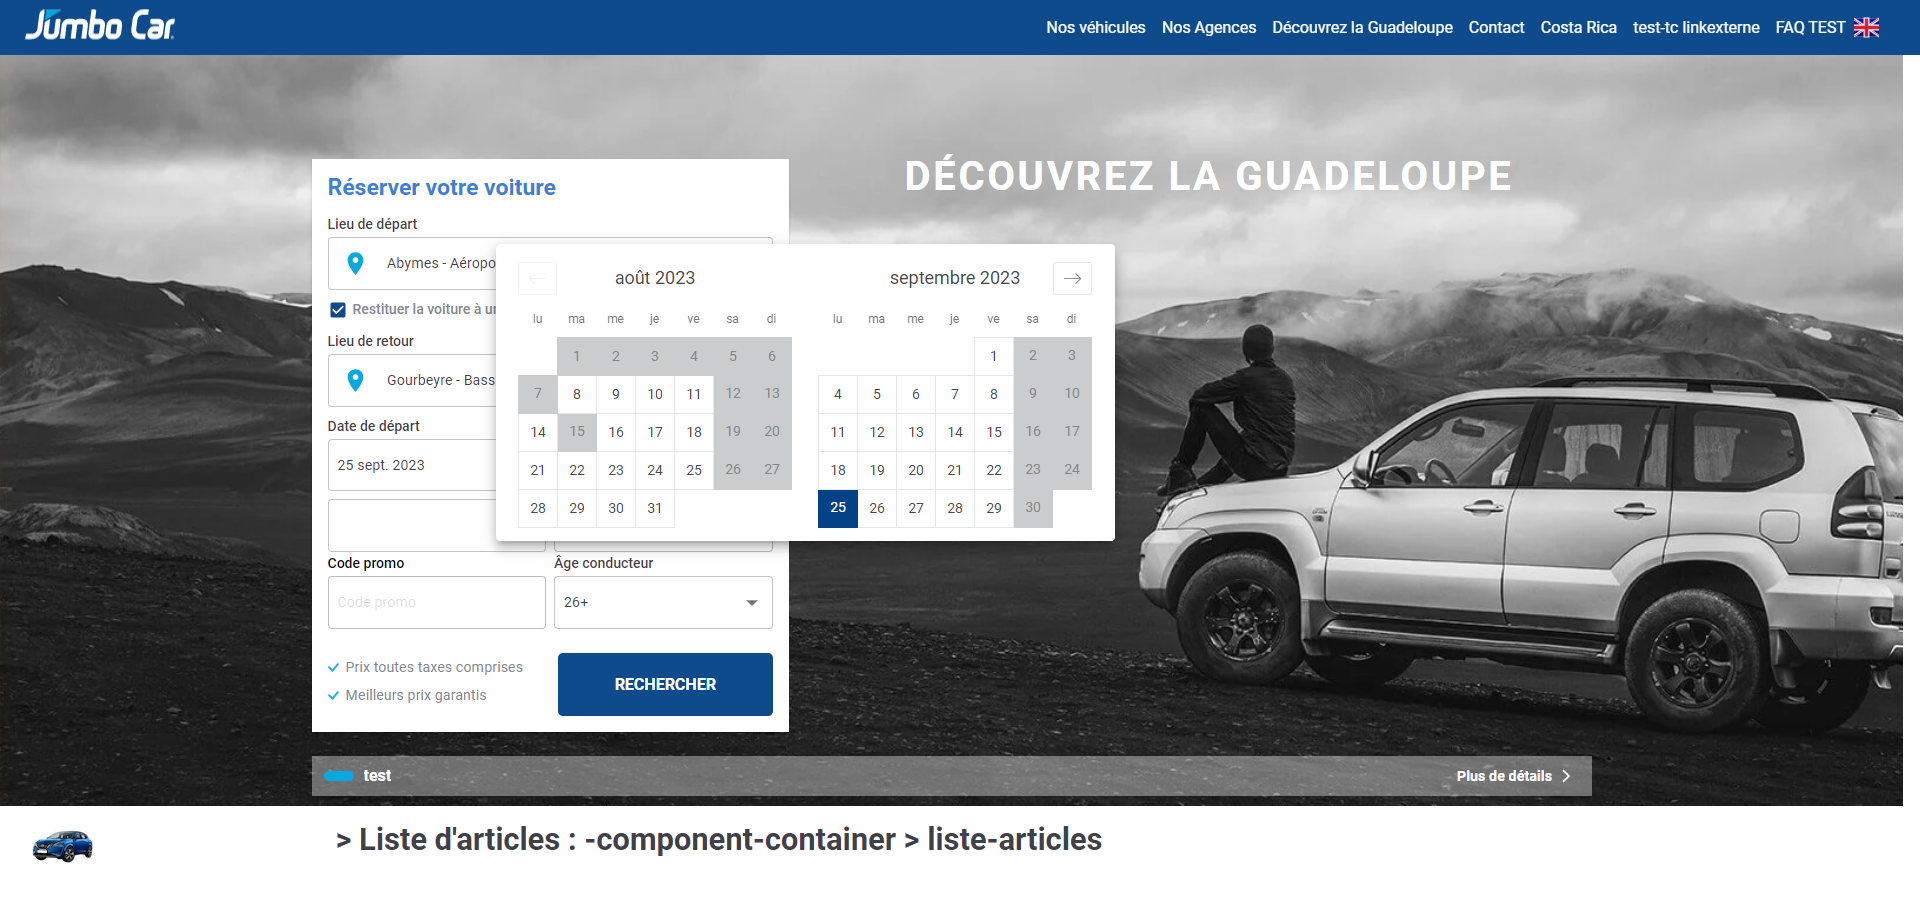 Jumbo Car
Nos véhicules Nos Agences Découvrez la Guadeloupe Contact Costa Rica test-tc linkexterne FAQ TEST
DÉCOUVREZ LA GUADELOUPE
Réserver votre voiture
Lieu de départ
Abymes - Aéropo
Restituer la voiture à un
Lieu de retour
Gourbeyre - Bass
Date de départ
25 sept. 2023
août 2023
lu ma me je ve sa di
1 2 3 4 5 6
7 8 9 10 11 12 13
14 15 16 17 18 19 20
21 22 23 24 25 26 27
28 29 30 31
septembre 2023
lu ma me je ve sa di
1 2 3
4 5 6 7 8 9 10
11 12 13 14 15 16 17
18 19 20 21 22 23 24
25 26 27 28 29 30
Code promo
Code promo
Âge conducteur
26+
Prix toutes taxes comprises
Meilleurs prix garantis
RECHERCHER
test
Plus de détails
> Liste d'articles : -component-container > liste-articles